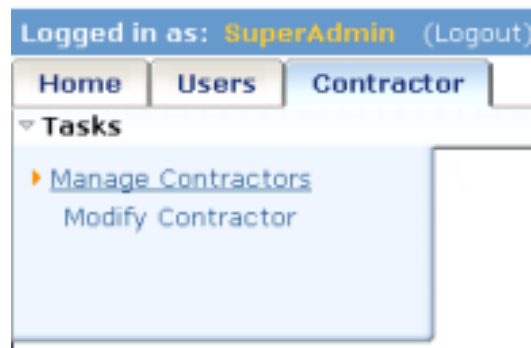 Logged in as: SuperAdmin (Logout)
Home Users Contractor
Tasks
Manage Contractors
Modify Contractor